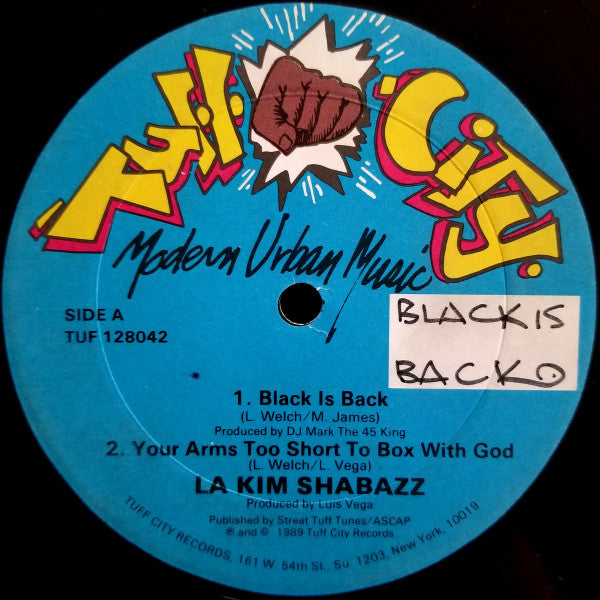 Tuff City
Modern Urban Music
SIDE A
TUF 128042
BLACK IS
BACK
1. Black Is Back
(L. Welch/M. James)
Produced by DJ Mark The 45 King
2. Your Arms Too Short To Box With God
(L. Welch/L. Vega)
LA KIM SHABAZZ
Produced by Luis Vega
Published by Street Tuff Tunes/ASCAP
℗ and © 1989 Tuff City Records
TUFF CITY RECORDS, 161 W. 54th St., Su. 1203, New York, 10019